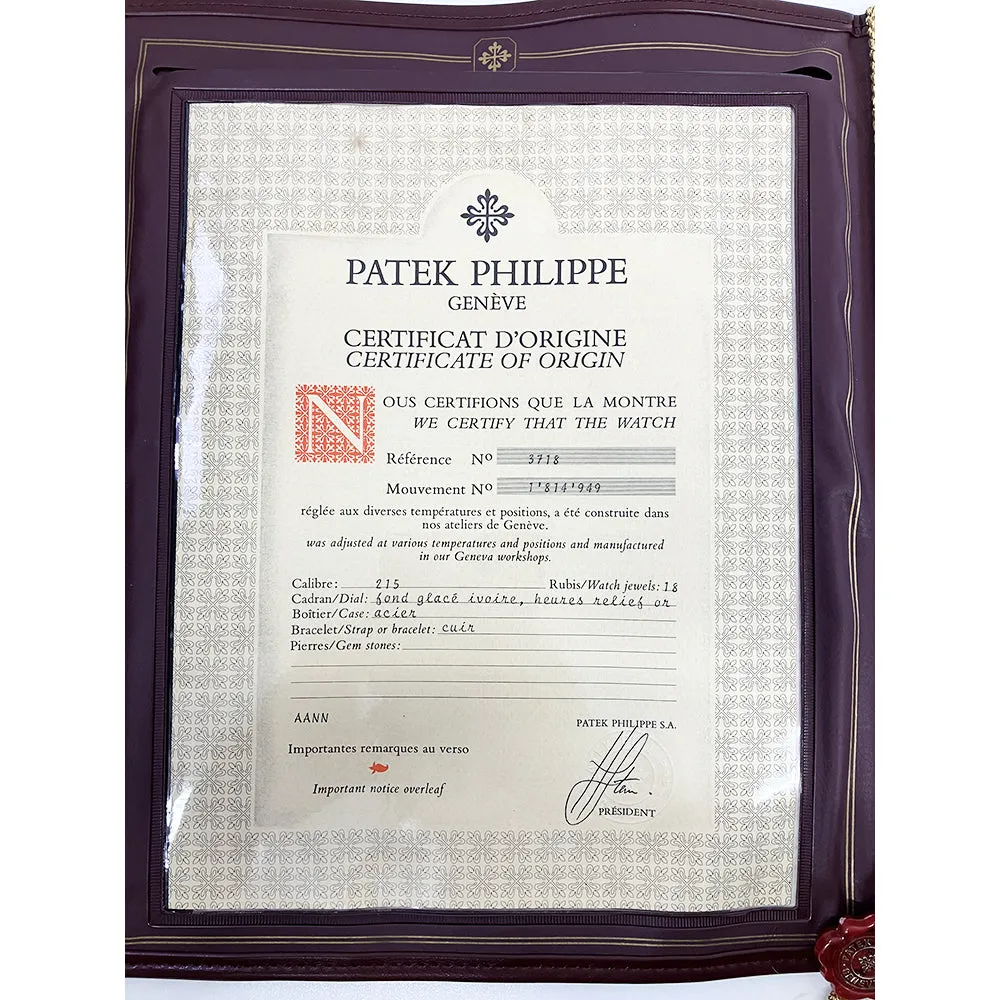 PATEK PHILIPPE
GENÈVE
CERTIFICAT D'ORIGINE
CERTIFICATE OF ORIGIN
NOUS CERTIFIONS QUE LA MONTRE
WE CERTIFY THAT THE WATCH
Référence Nº 3718
Mouvement Nº 1'814'949
réglée aux diverses températures et positions, a été construite dans
nos ateliers de Genève.
was adjusted at various temperatures and positions and manufactured
in our Geneva workshops.
Calibre: 215 Rubis/Watch jewels: 18
Cadran/Dial: fond glacé ivoire, heures relief or
Boîtier/Case: acier
Bracelet/Strap or bracelet: cuir
Pierres/Gem stones:
AANN
PATEK PHILIPPE S.A.
Importantes remarques au verso
Important notice overleaf
PRÉSIDENT
PATEK